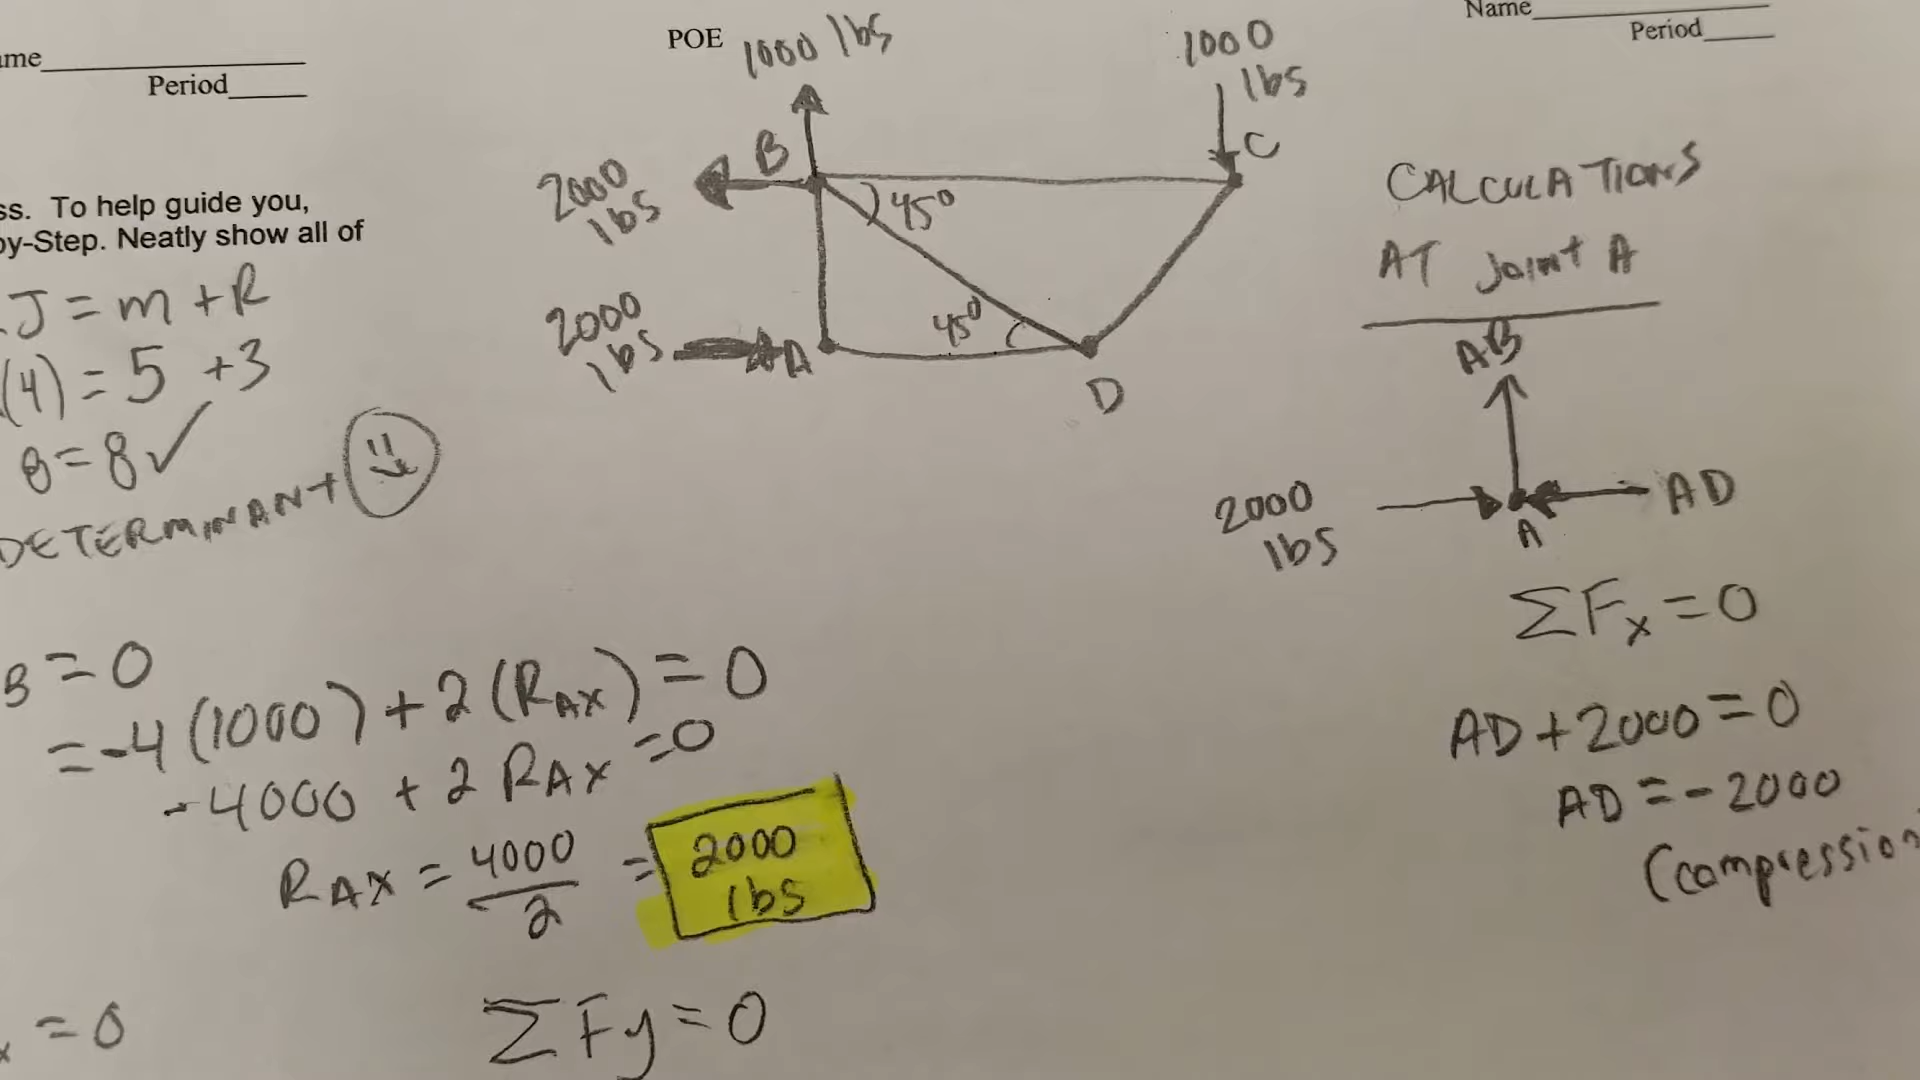 me
Period
POE
Name
Period
ss. To help guide you,
by-Step. Neatly show all of
J = m + R
(4) = 5 + 3
8 = 8 ✓
DETERMINANT
1000 lbs
2000
lbs
B
45°
1000
lbs
C
2000
lbs
A
45°
D
B = 0
= -4 (1000) + 2 (RAX) = 0
-4000 + 2 RAX = 0
RAX = 4000/2 = 2000
lbs
x = 0
ΣFy = 0
CALCULATIONS
AT Joint A
AB
2000
lbs
AD
A
ΣFx = 0
AD + 2000 = 0
AD = -2000
(compression